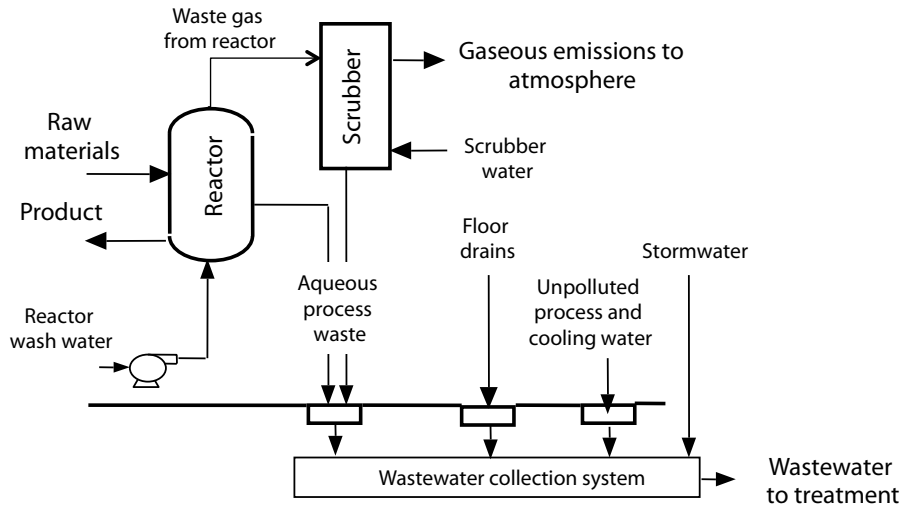 Waste gas
from reactor
Scrubber
Gaseous emissions to
atmosphere
Raw
materials
Reactor
Scrubber
water
Product
Floor
drains
Stormwater
Aqueous
process
waste
Unpolluted
process and
cooling water
Reactor
wash water
Wastewater collection system
Wastewater
to treatment